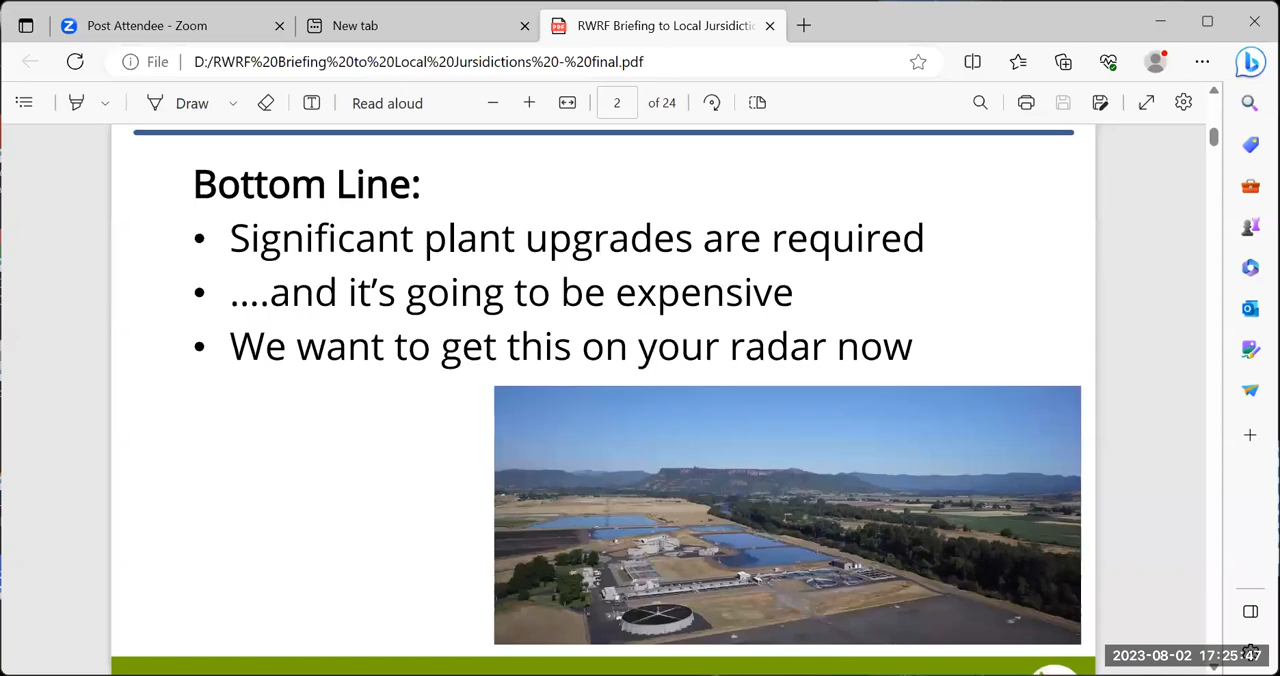 Post Attendee - Zoom
New tab
RWRF Briefing to Local Jursidictic
File
D:/RWRF%20Briefing%20to%20Local%20Jursidictions%20-%20final.pdf
Draw
Read aloud
2 of 24
Bottom Line:
• Significant plant upgrades are required
• ....and it’s going to be expensive
• We want to get this on your radar now
2023-08-02 17:25:47